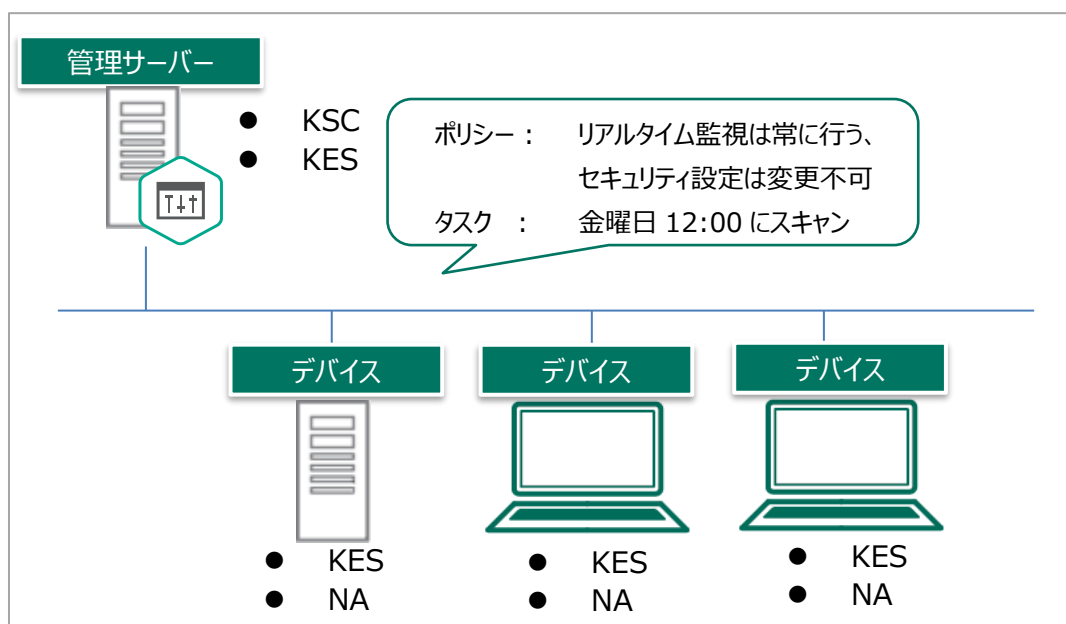 管理サーバー
● KSC
● KES
ポリシー： リアルタイム監視は常に行う、
セキュリティ設定は変更不可
タスク ： 金曜日 12:00 にスキャン
デバイス
デバイス
デバイス
● KES
● NA
● KES
● NA
● KES
● NA